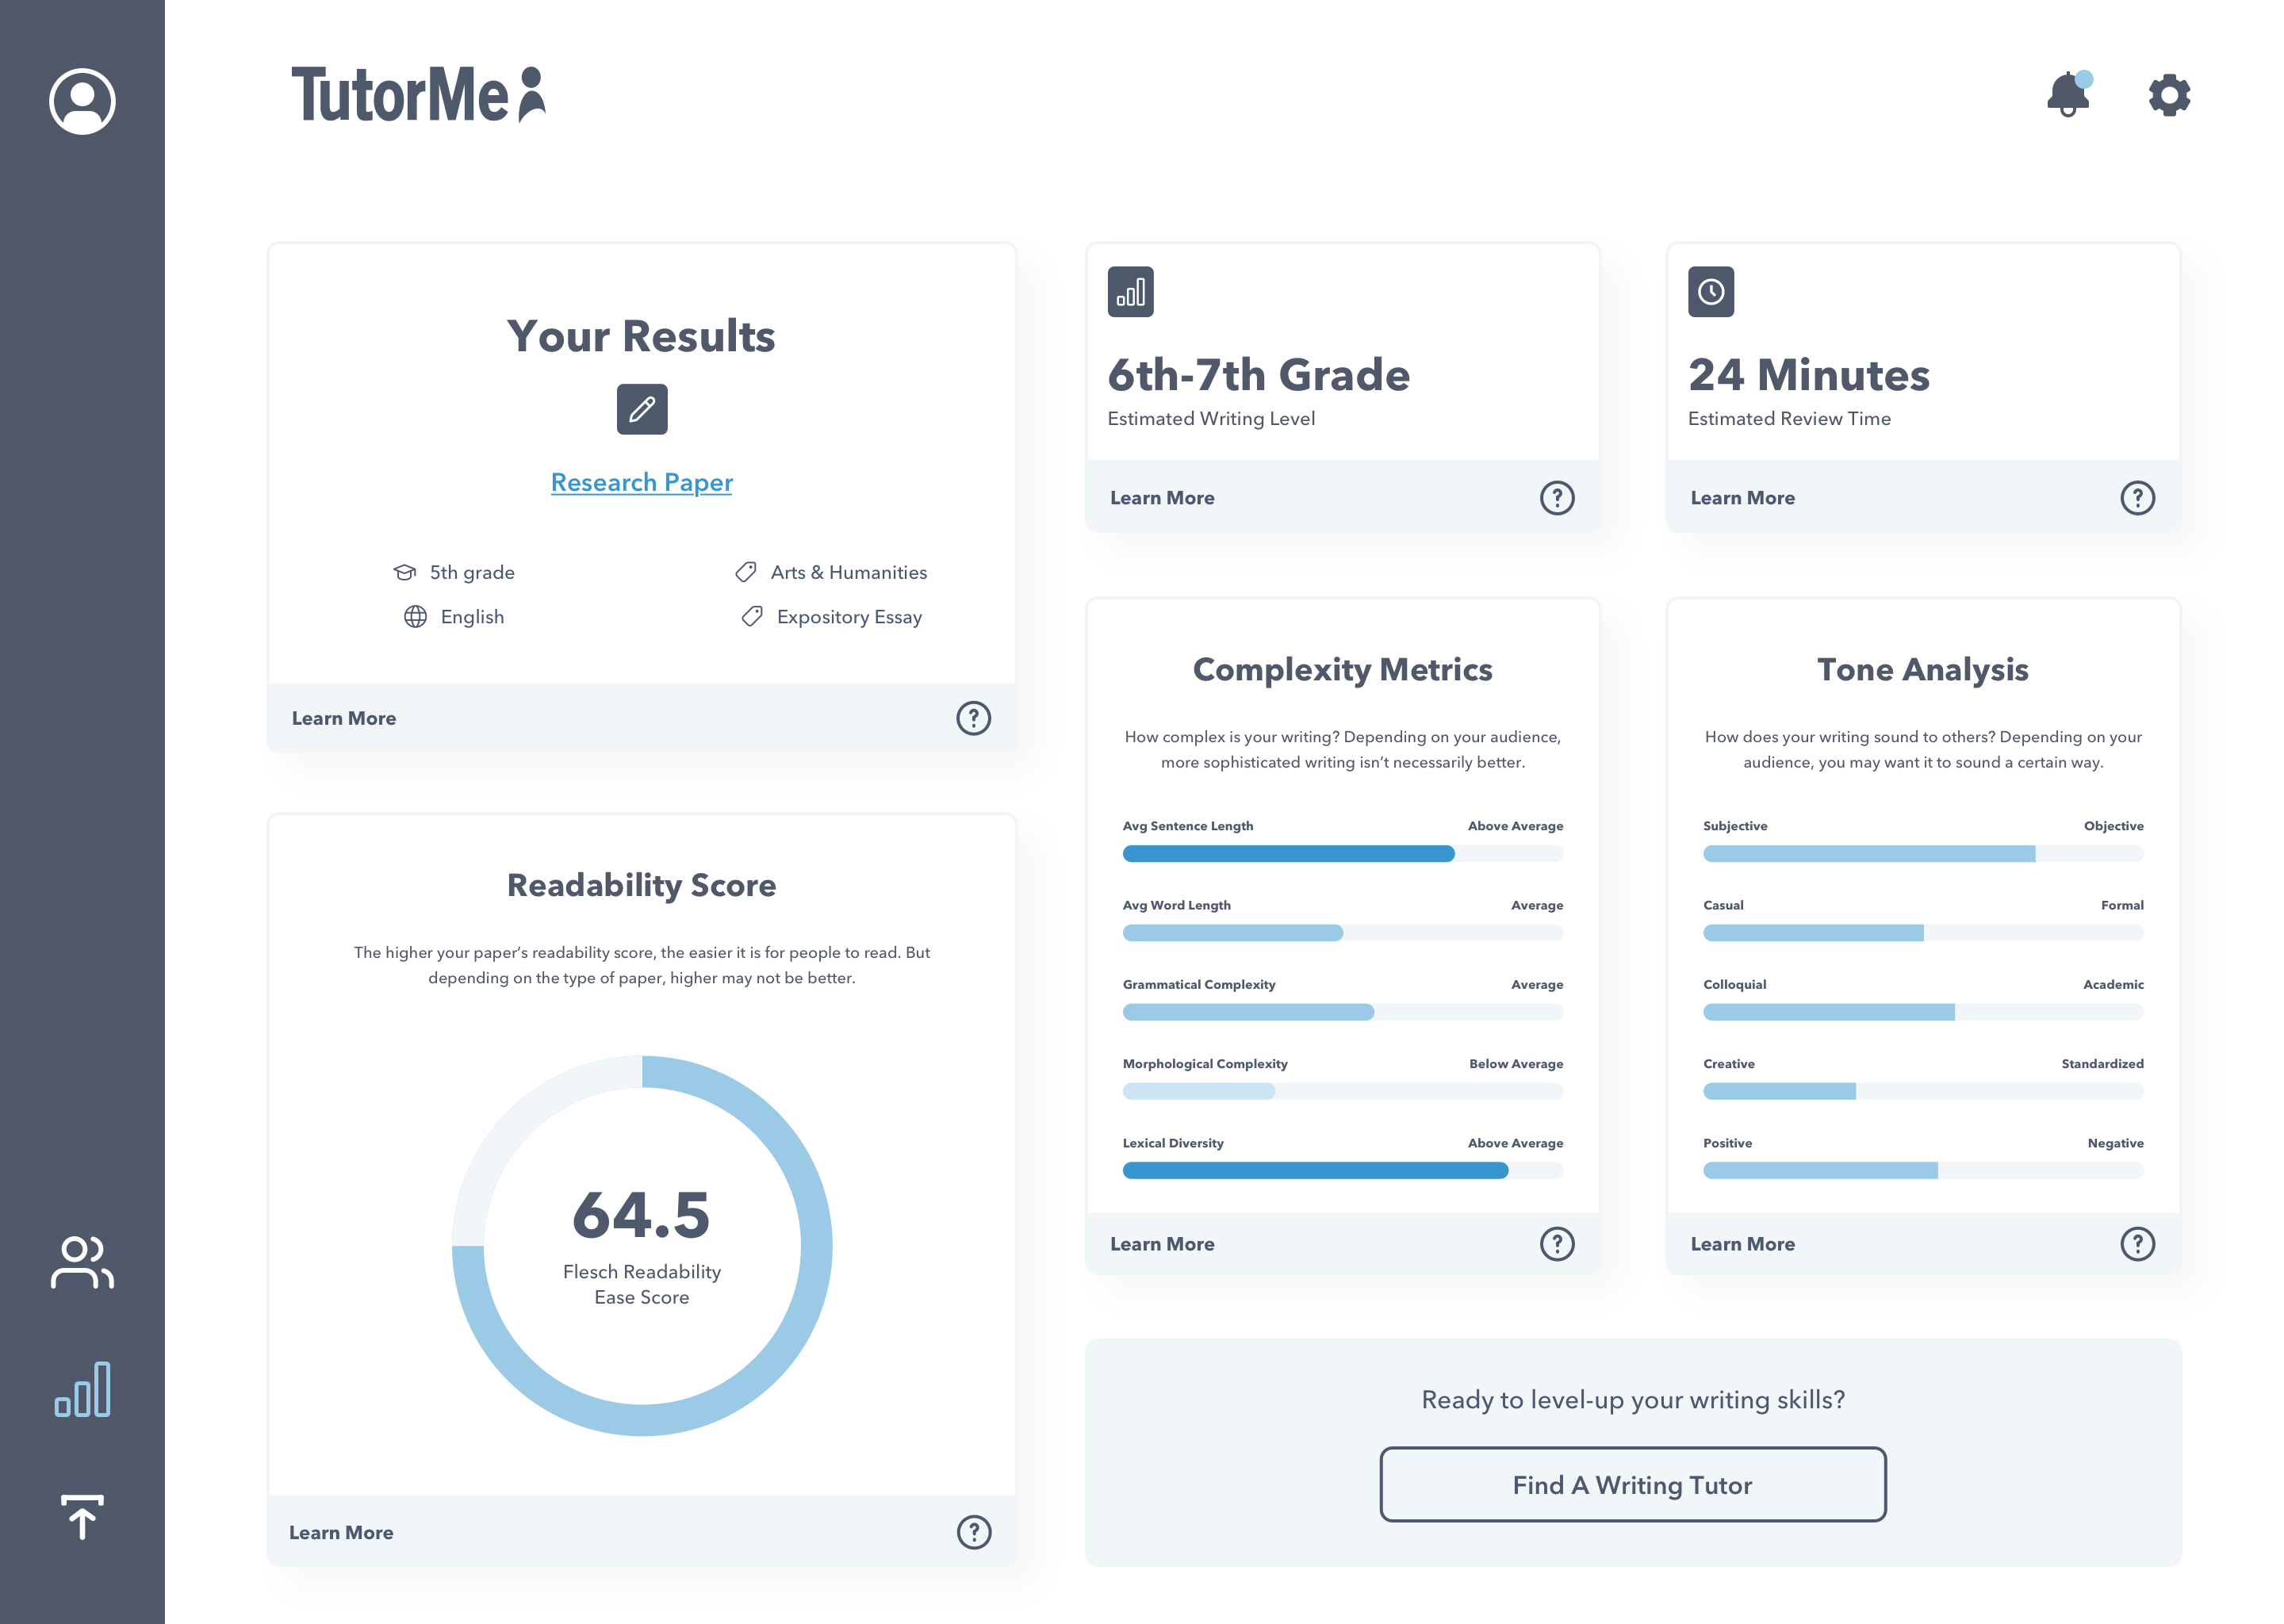 TutorMe
Your Results
Research Paper
5th grade
Arts & Humanities
English
Expository Essay
Learn More
?
6th-7th Grade
Estimated Writing Level
Learn More
?
24 Minutes
Estimated Review Time
Learn More
?
Readability Score
The higher your paper’s readability score, the easier it is for people to read. But
depending on the type of paper, higher may not be better.
64.5
Flesch Readability
Ease Score
Learn More
?
Complexity Metrics
How complex is your writing? Depending on your audience,
more sophisticated writing isn’t necessarily better.
Avg Sentence Length
Above Average
Avg Word Length
Average
Grammatical Complexity
Average
Morphological Complexity
Below Average
Lexical Diversity
Above Average
Learn More
?
Tone Analysis
How does your writing sound to others? Depending on your
audience, you may want it to sound a certain way.
Subjective
Objective
Casual
Formal
Colloquial
Academic
Creative
Standardized
Positive
Negative
Learn More
?
Ready to level-up your writing skills?
Find A Writing Tutor